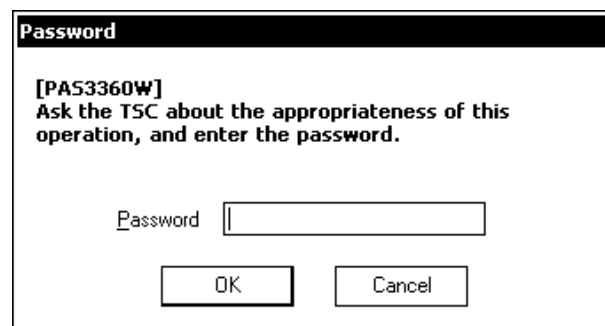 Password
[PAS3360W]
Ask the TSC about the appropriateness of this
operation, and enter the password.
Password
OK Cancel